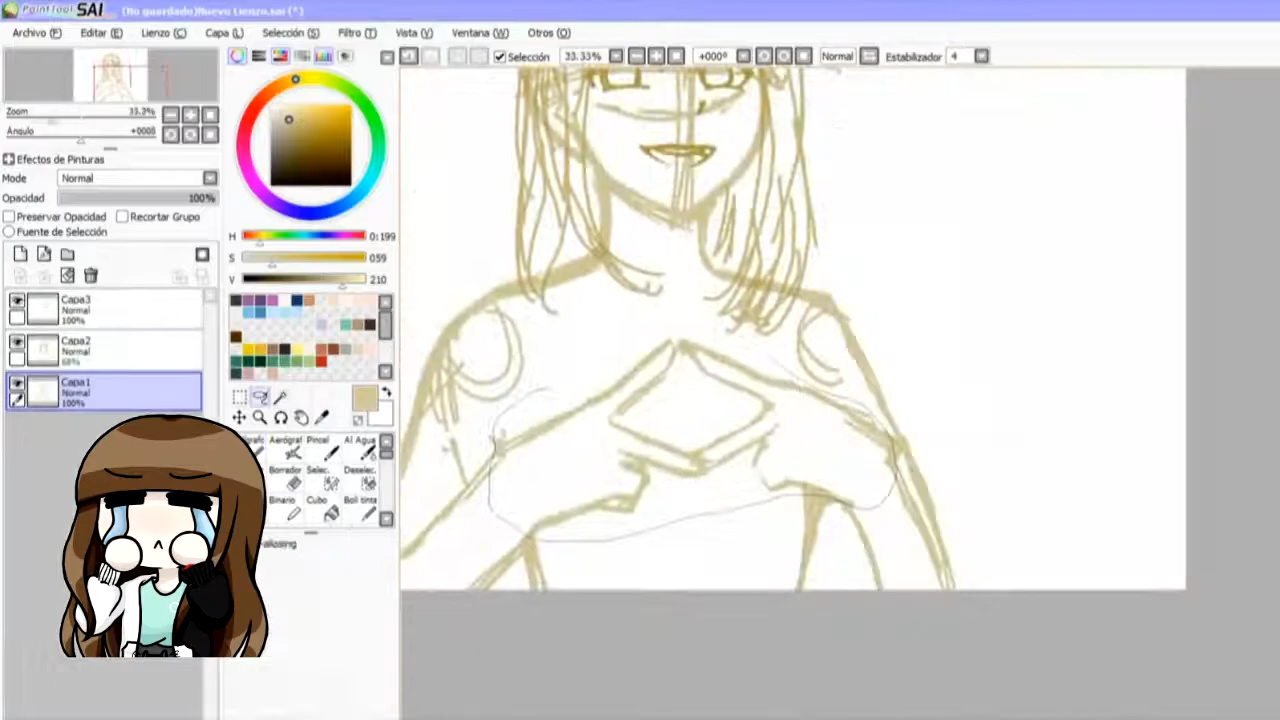 PaintTool SAI (No guardado)Nuevo Lienzo.sai (*)
Archivo (F) Editar (E) Lienzo (C) Capa (L) Selección (S) Filtro (T) Vista (V) Ventana (W) Otros (O)
Selección 33.33% +000° Normal Estabilizador 4
Zoom 33.3%
Ángulo +000§
Efectos de Pinturas
Mode Normal
Opacidad 100%
Preservar Opacidad Recortar Grupo
Fuente de Selección
H 0:199
S 059
V 210
Capa3
Normal
100%
Capa2
Normal
68%
Capa1
Normal
100%
Aerógraf Pincel Al Agua
Borrador Selec. Deselec.
Binario Cubo Boli tinta